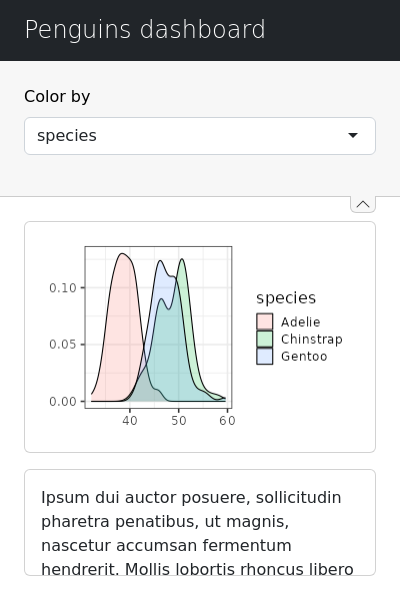 Penguins dashboard
Color by
species
0.10
0.05
0.00
40 50 60
species
Adelie
Chinstrap
Gentoo
Ipsum dui auctor posuere, sollicitudin
pharetra penatibus, ut magnis,
nascetur accumsan fermentum
hendrerit. Mollis lobortis rhoncus libero